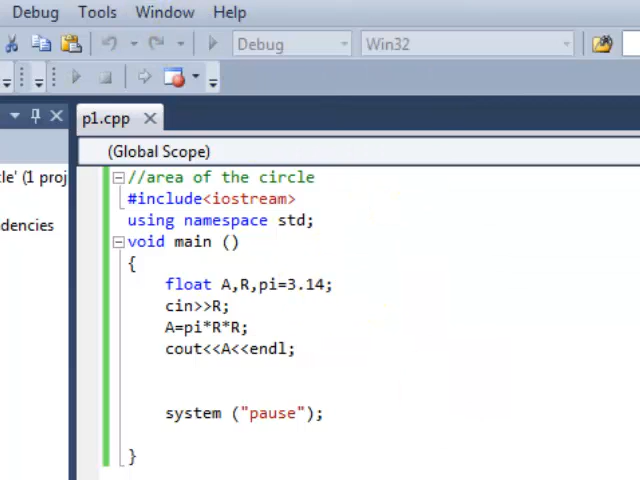 Debug Tools Window Help
Debug Win32
p1.cpp
(Global Scope)
cle' (1 proj
//area of the circle
#include<iostream>
dencies
using namespace std;
void main ()
{
float A,R,pi=3.14;
cin>>R;
A=pi*R*R;
cout<<A<<endl;
system ("pause");
}